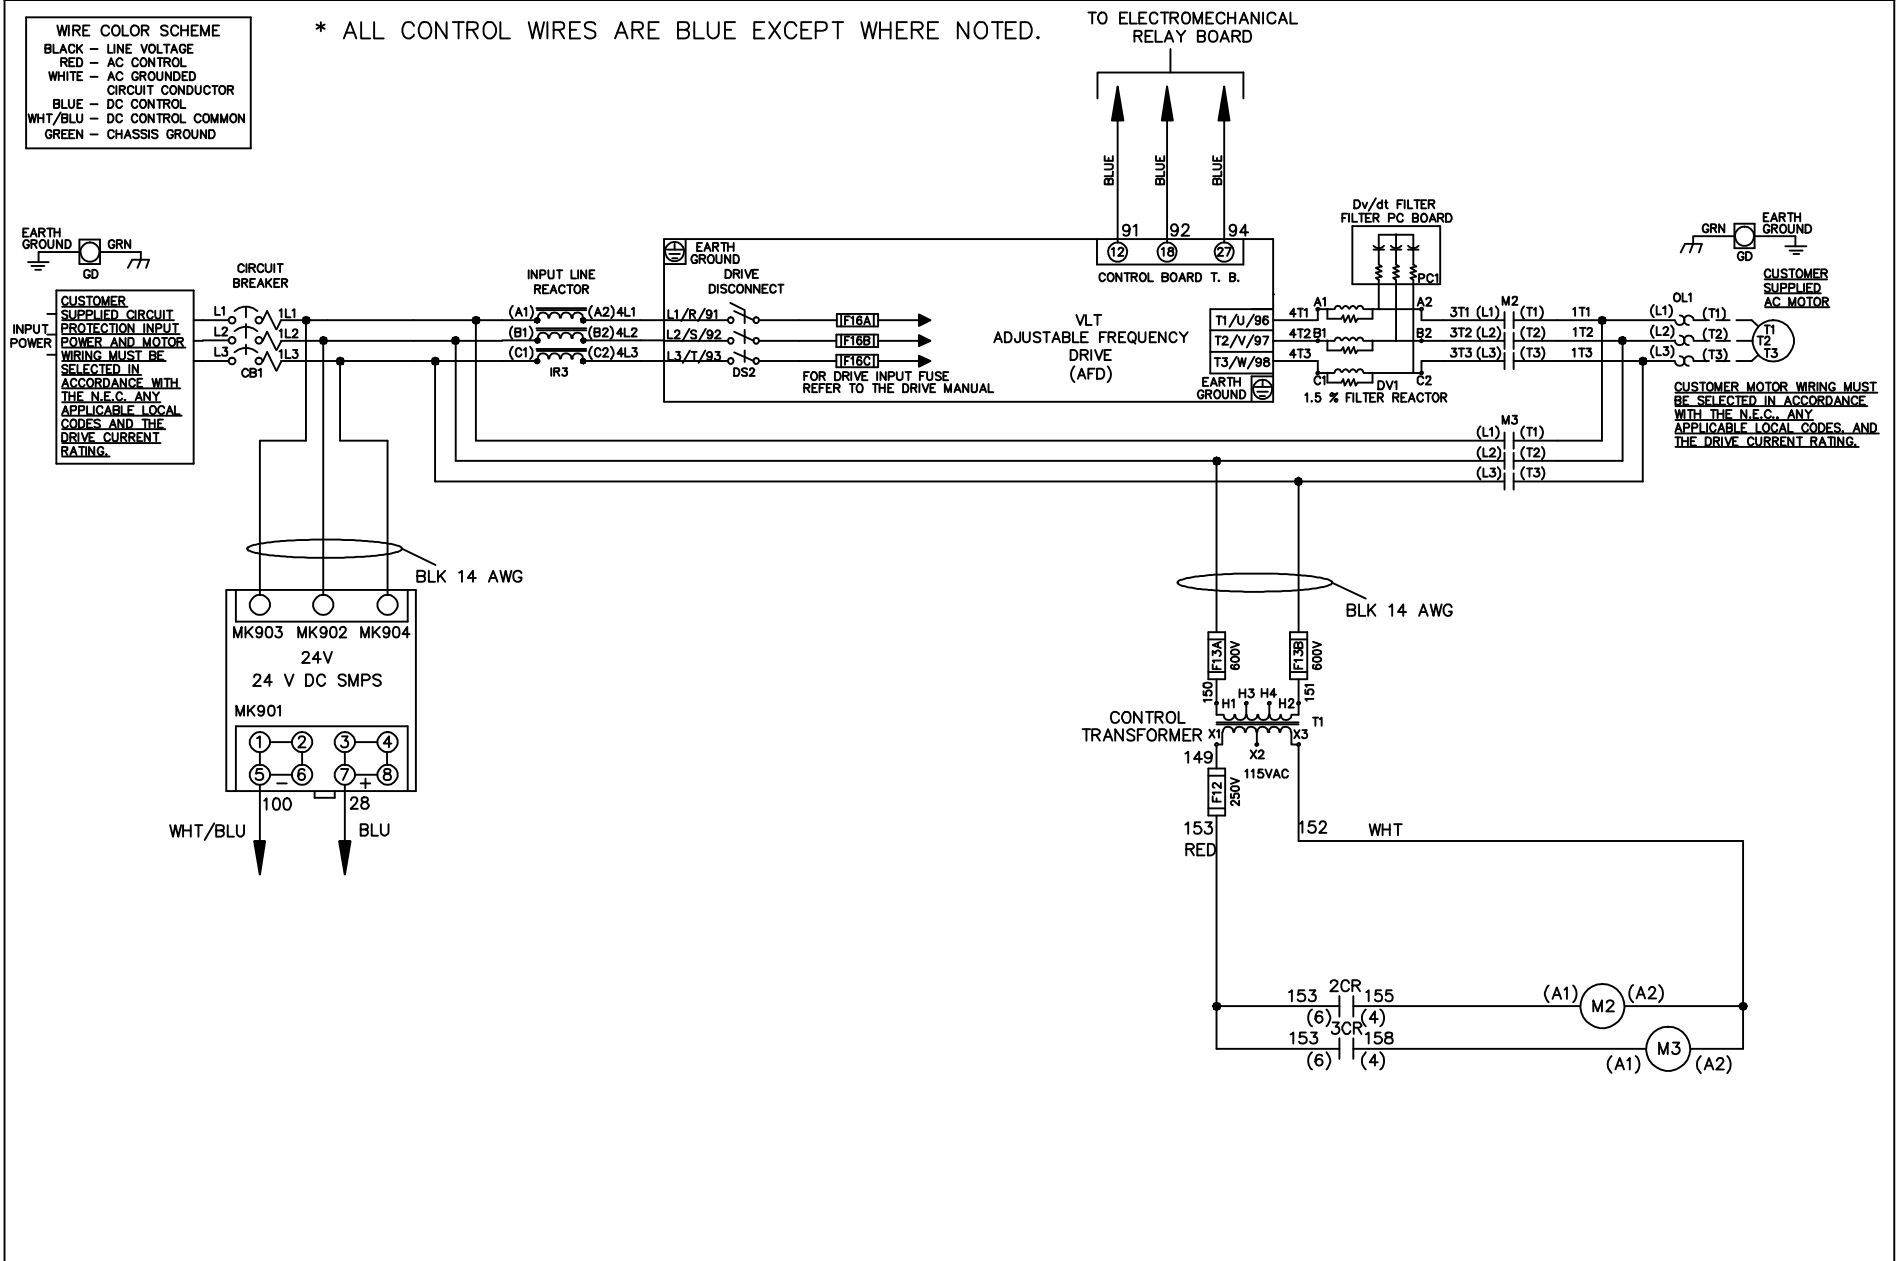 WIRE COLOR SCHEME
BLACK – LINE VOLTAGE
RED – AC CONTROL
WHITE – AC GROUNDED
CIRCUIT CONDUCTOR
BLUE – DC CONTROL
WHT/BLU – DC CONTROL COMMON
GREEN – CHASSIS GROUND
* ALL CONTROL WIRES ARE BLUE EXCEPT WHERE NOTED.
TO ELECTROMECHANICAL
RELAY BOARD
BLUE BLUE BLUE
91 92 94
12 18 27
CONTROL BOARD T. B.
EARTH
GROUND
GRN
GD
CUSTOMER
SUPPLIED CIRCUIT
PROTECTION INPUT
POWER AND MOTOR
WIRING MUST BE
SELECTED IN
ACCORDANCE WITH
THE N.E.C. ANY
APPLICABLE LOCAL
CODES AND THE
DRIVE CURRENT
RATING.
INPUT
POWER
CIRCUIT
BREAKER
L1 1L1
L2 1L2
L3 1L3
CB1
INPUT LINE
REACTOR
(A1) (A2) 4L1
(B1) (B2) 4L2
(C1) (C2) 4L3
IR3
EARTH
GROUND
DRIVE
DISCONNECT
L1/R/91
L2/S/92
L3/T/93
DS2
IF16A
IF16B
IF16C
FOR DRIVE INPUT FUSE
REFER TO THE DRIVE MANUAL
VLT
ADJUSTABLE FREQUENCY
DRIVE
(AFD)
T1/U/96
T2/V/97
T3/W/98
EARTH
GROUND
Dv/dt FILTER
FILTER PC BOARD
PC1
4T1 A1 A2
4T2 B1 B2
4T3 C1 C2
DV1
1.5 % FILTER REACTOR
M2
3T1 (L1) (T1) 1T1
3T2 (L2) (T2) 1T2
3T3 (L3) (T3) 1T3
M3
(L1) (T1)
(L2) (T2)
(L3) (T3)
GRN
EARTH
GROUND
GD
CUSTOMER
SUPPLIED
AC MOTOR
OL1
(L1) (T1)
(L2) (T2)
(L3) (T3)
T1
T2
T3
CUSTOMER MOTOR WIRING MUST
BE SELECTED IN ACCORDANCE
WITH THE N.E.C., ANY
APPLICABLE LOCAL CODES, AND
THE DRIVE CURRENT RATING.
BLK 14 AWG
MK903 MK902 MK904
24V
24 V DC SMPS
MK901
1 2 3 4
5 – 6 7 + 8
100 28
WHT/BLU BLU
BLK 14 AWG
F13A 600V F13B 600V
150 151
H1 H3 H4 H2
T1
CONTROL
TRANSFORMER
X1 X2 X3
149
115VAC
F12 250V
153
RED
152 WHT
2CR
153 155
(6) (4)
(A1) M2 (A2)
3CR
153 158
(6) (4)
(A1) M3 (A2)